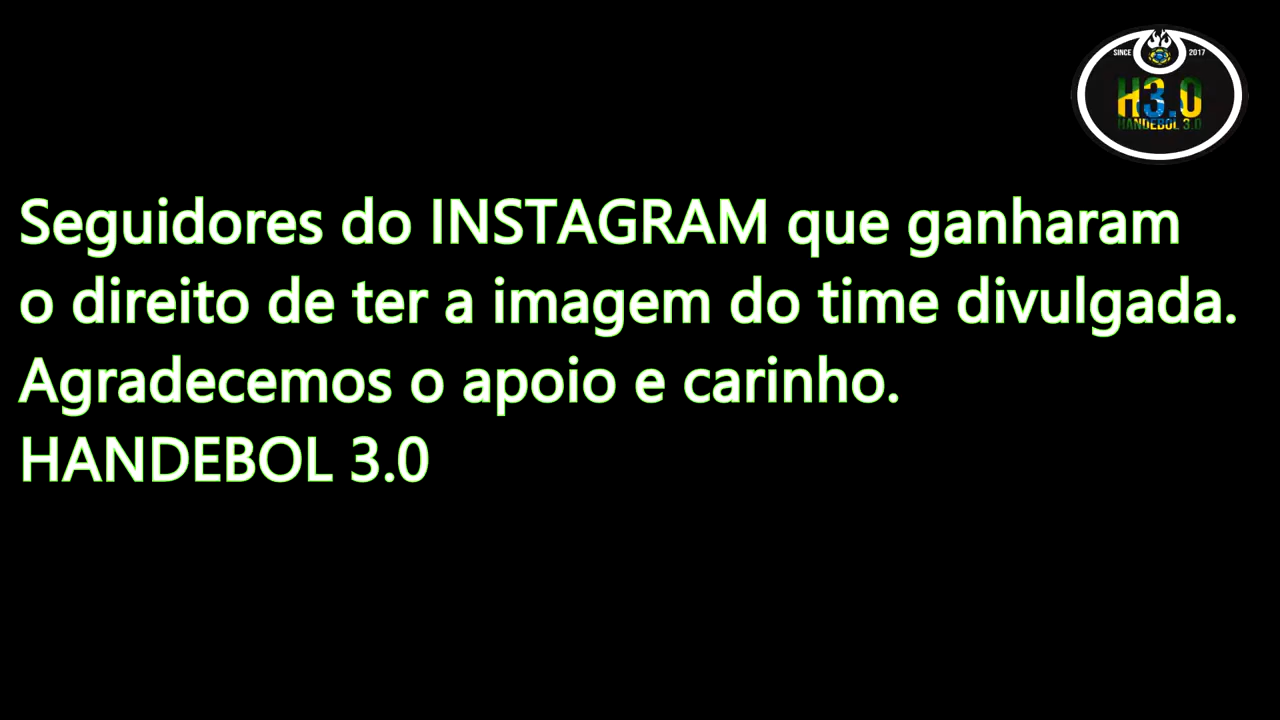 SINCE 2017
H3.0
HANDEBOL 3.0
Seguidores do INSTAGRAM que ganharam
o direito de ter a imagem do time divulgada.
Agradecemos o apoio e carinho.
HANDEBOL 3.0